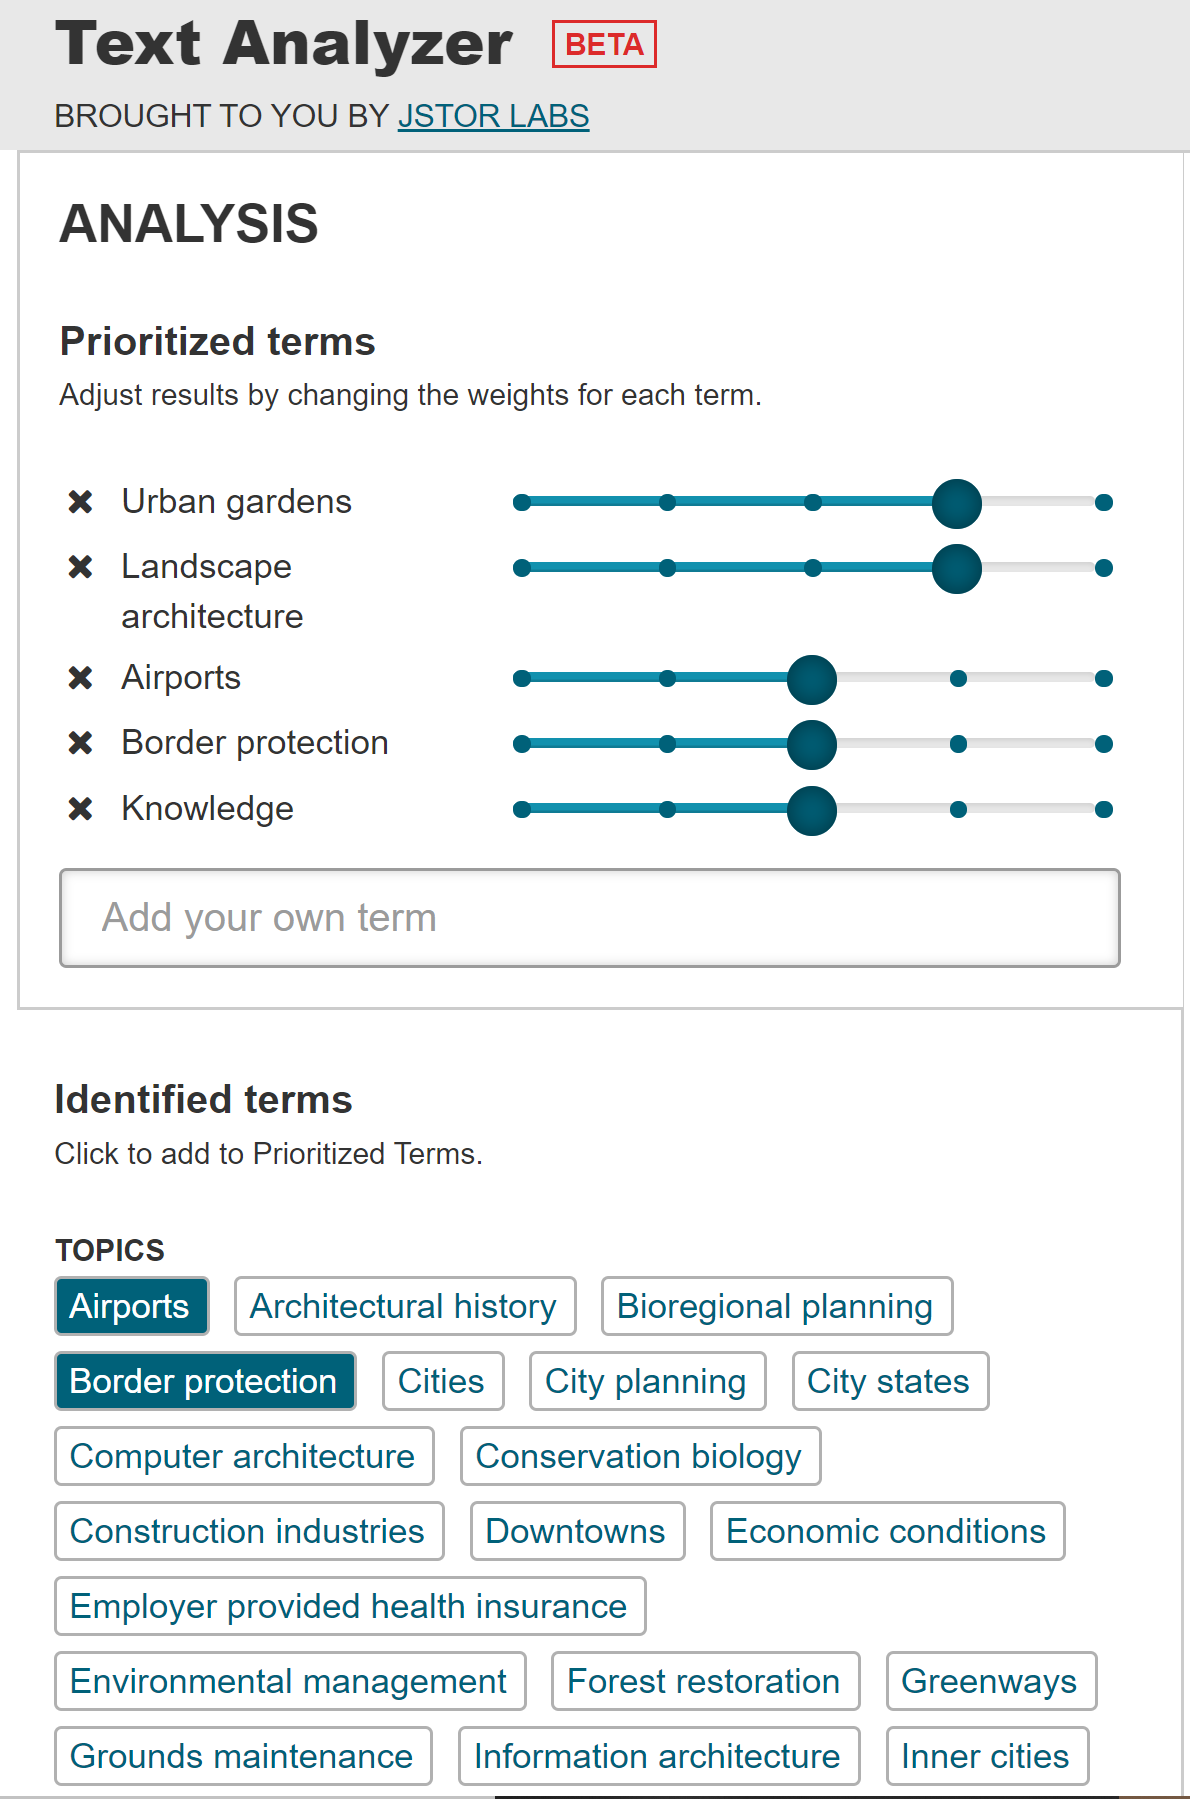 Text Analyzer BETA
BROUGHT TO YOU BY JSTOR LABS
ANALYSIS
Prioritized terms
Adjust results by changing the weights for each term.
Urban gardens
Landscape
architecture
Airports
Border protection
Knowledge
Add your own term
Identified terms
Click to add to Prioritized Terms.
TOPICS
Airports Architectural history Bioregional planning
Border protection Cities City planning City states
Computer architecture Conservation biology
Construction industries Downtowns Economic conditions
Employer provided health insurance
Environmental management Forest restoration Greenways
Grounds maintenance Information architecture Inner cities